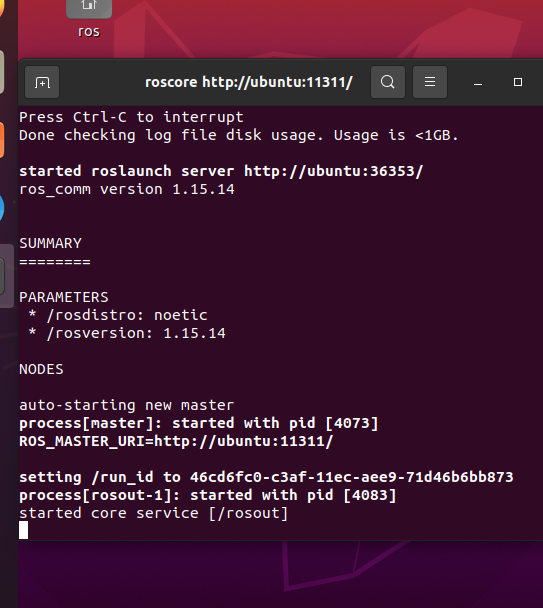 ros
roscore http://ubuntu:11311/
Press Ctrl-C to interrupt
Done checking log file disk usage. Usage is <1GB.
started roslaunch server http://ubuntu:36353/
ros_comm version 1.15.14
SUMMARY
========
PARAMETERS
* /rosdistro: noetic
* /rosversion: 1.15.14
NODES
auto-starting new master
process[master]: started with pid [4073]
ROS_MASTER_URI=http://ubuntu:11311/
setting /run_id to 46cd6fc0-c3af-11ec-aee9-71d46b6bb873
process[rosout-1]: started with pid [4083]
started core service [/rosout]